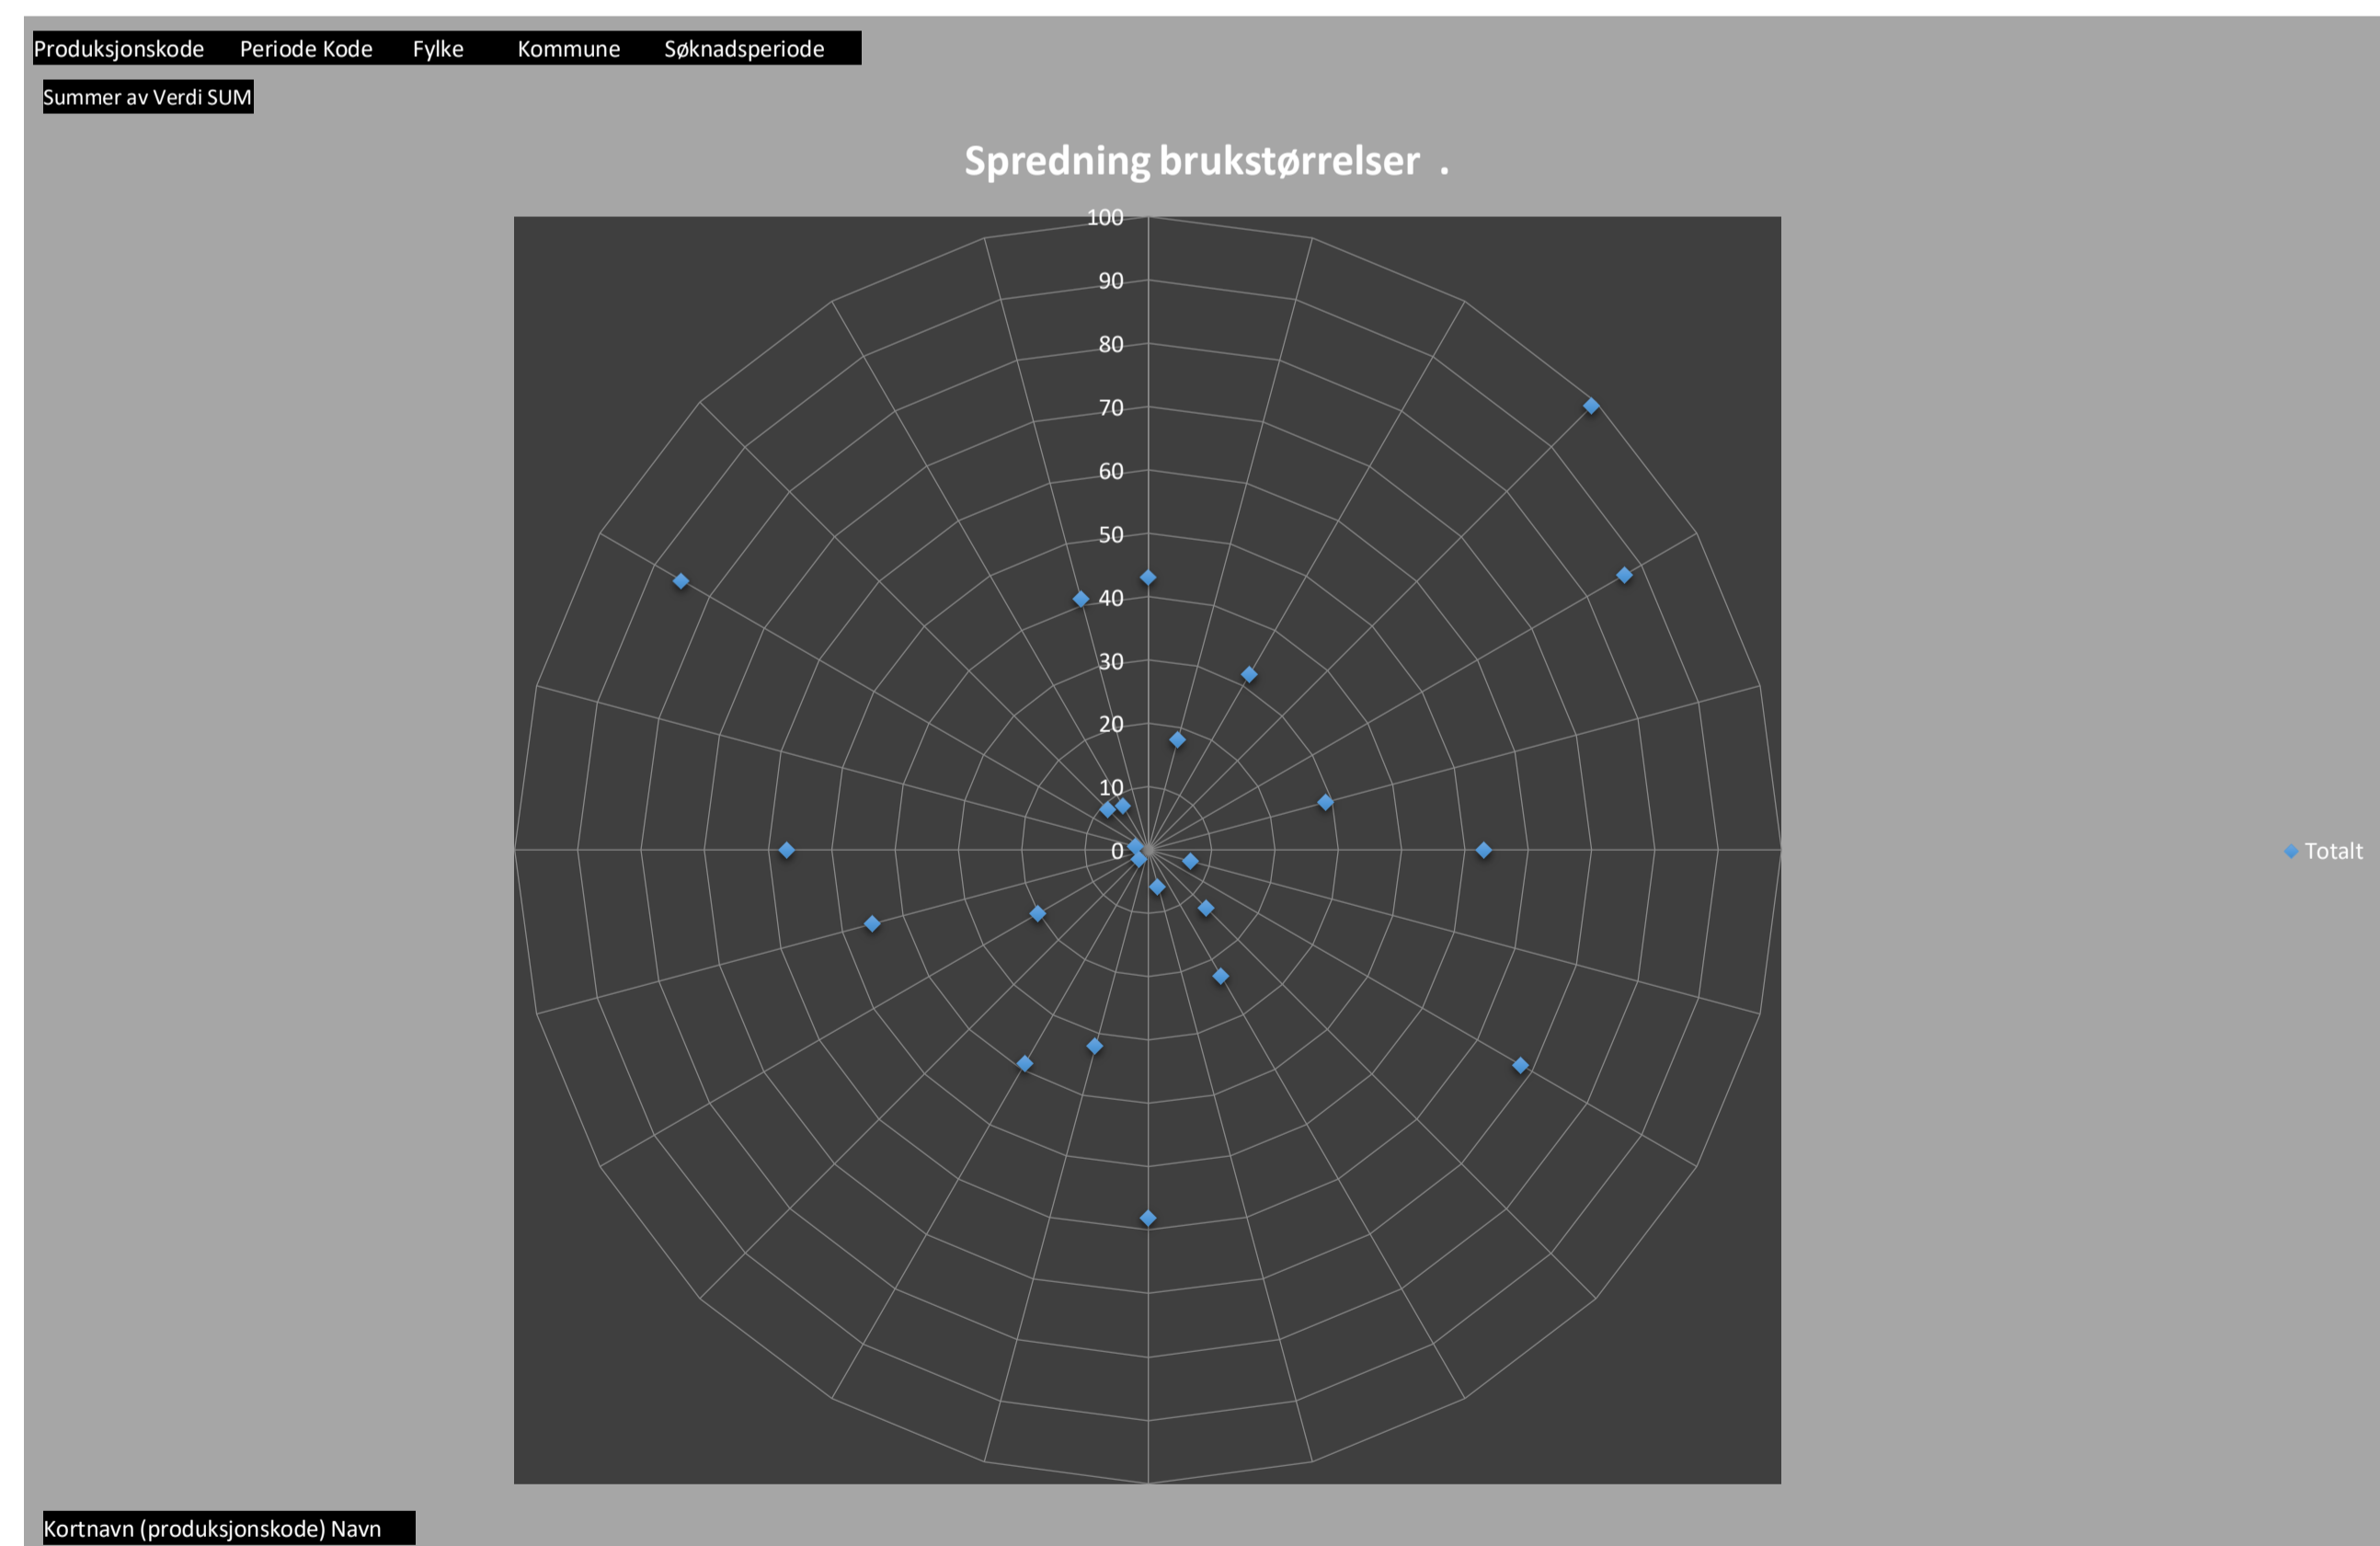 Produksjonskode Periode Kode Fylke Kommune Søknadsperiode
Summer av Verdi SUM
Spredning brukstørrelser .
100
90
80
70
60
50
40
30
20
10
0
Totalt
Kortnavn (produksjonskode) Navn